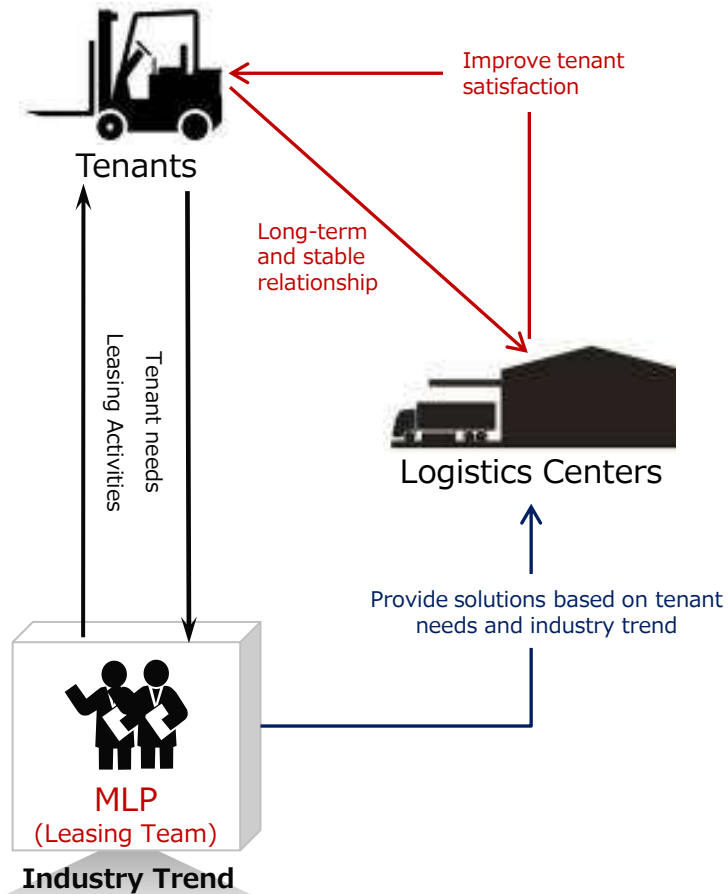 Improve tenant
satisfaction
Tenants
Long-term
and stable
relationship
Leasing Activities
Tenant needs
Logistics Centers
Provide solutions based on tenant
needs and industry trend
MLP
(Leasing Team)
Industry Trend